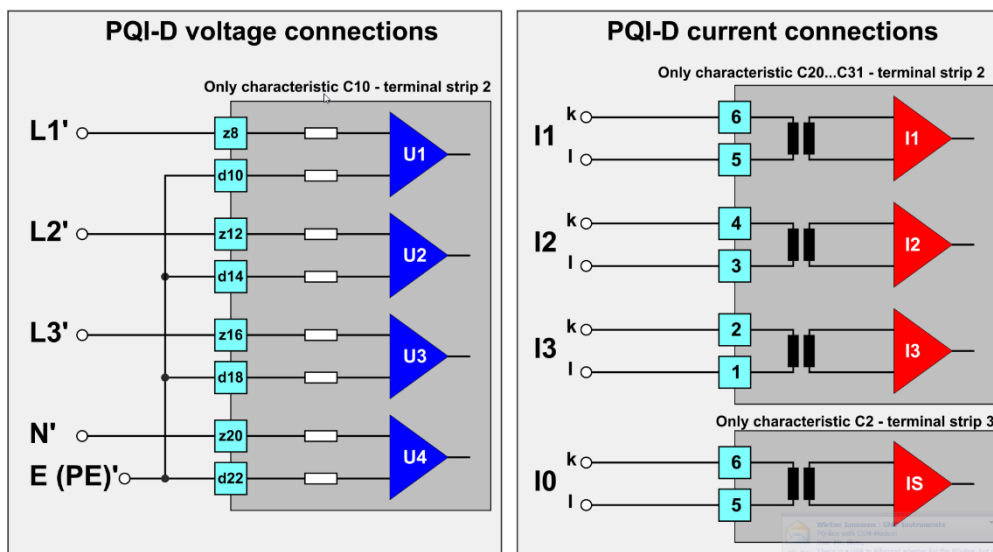 PQI-D voltage connections
Only characteristic C10 - terminal strip 2
L1'
z8
U1
d10
L2'
z12
U2
d14
L3'
z16
U3
d18
N'
z20
U4
E (PE)'
d22
PQI-D current connections
Only characteristic C20...C31 - terminal strip 2
I1
k
6
I1
l
5
I2
k
4
I2
l
3
I3
k
2
I3
l
1
Only characteristic C2 - terminal strip 3
I0
k
6
IS
l
5